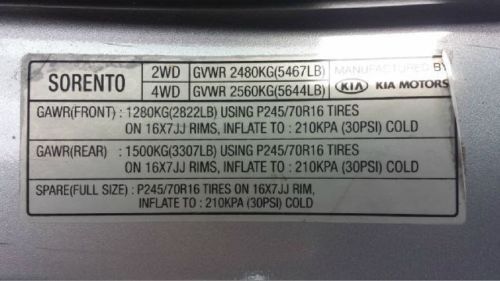 SORENTO
2WD GVWR 2480KG(5467LB)
4WD GVWR 2560KG(5644LB)
MANUFACTURED BY
KIA KIA MOTORS
GAWR(FRONT) : 1280KG(2822LB) USING P245/70R16 TIRES
ON 16X7JJ RIMS, INFLATE TO : 210KPA (30PSI) COLD
GAWR(REAR) : 1500KG(3307LB) USING P245/70R16 TIRES
ON 16X7JJ RIMS, INFLATE TO : 210KPA (30PSI) COLD
SPARE(FULL SIZE) : P245/70R16 TIRES ON 16X7JJ RIM,
INFLATE TO : 210KPA (30PSI) COLD